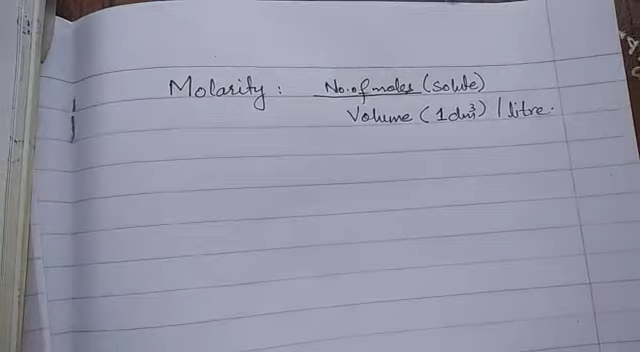 Molarity : No. of moles (solute)
Volume (1dm³) / litre.